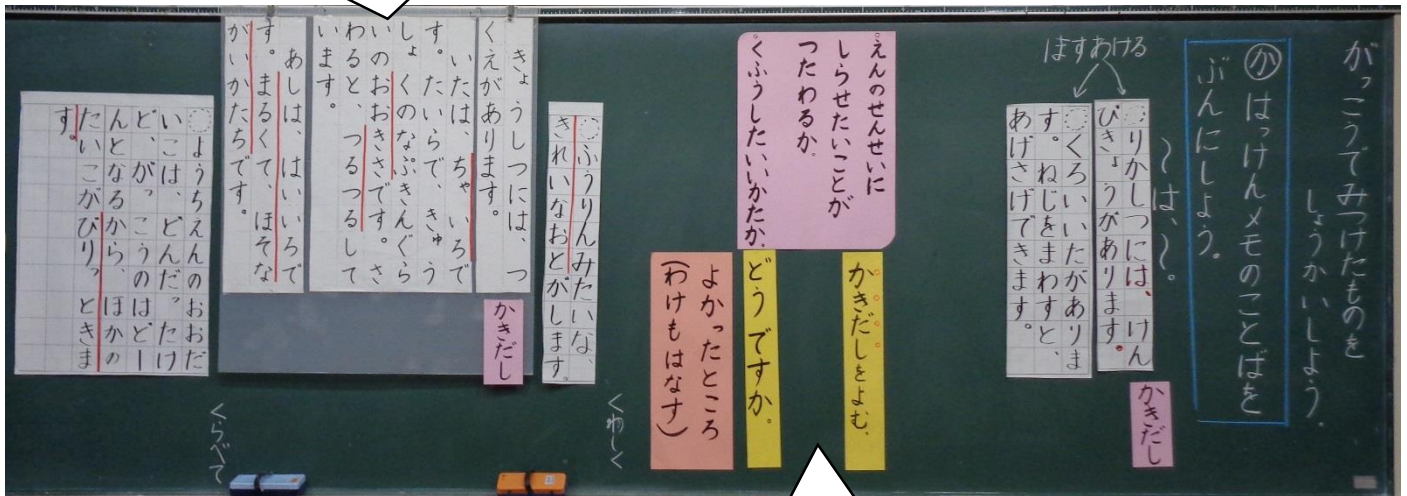 がっこうでみつけたものを
しょうかいしよう。
か はっけんメモのことばを
ぶんにしよう。
～は、～。
かきだし
ますあける
りかしつには、けん
びきょうがあります。
くろいいたがありま
す。ねじをまわすと、
あげさげできます。
えんのせんせいに
しらせたいことが
つたわるか。
くふうしたいいかたか。
かきだしをよむ。
どうですか。
よかったところ
(わけもはなす)
くわしく
ふうりんみたいな、
きれいなおとがします。
かきだし
きょうしつには、つ
くえがあります。
いたは、ちゃいろで
す。たいらで、きゅう
しょくのなぷきんぐら
いのおおきさです。さ
わると、つるつるして
います。
あしは、はいいろで
す。まるくて、ほそな
がいかたちです。
くらべて
ようちえんのおおだ
いこは、どんだったけ
ど、がっこうのはどー
んとなるから、ほかの
たいこがびりっときま
す。